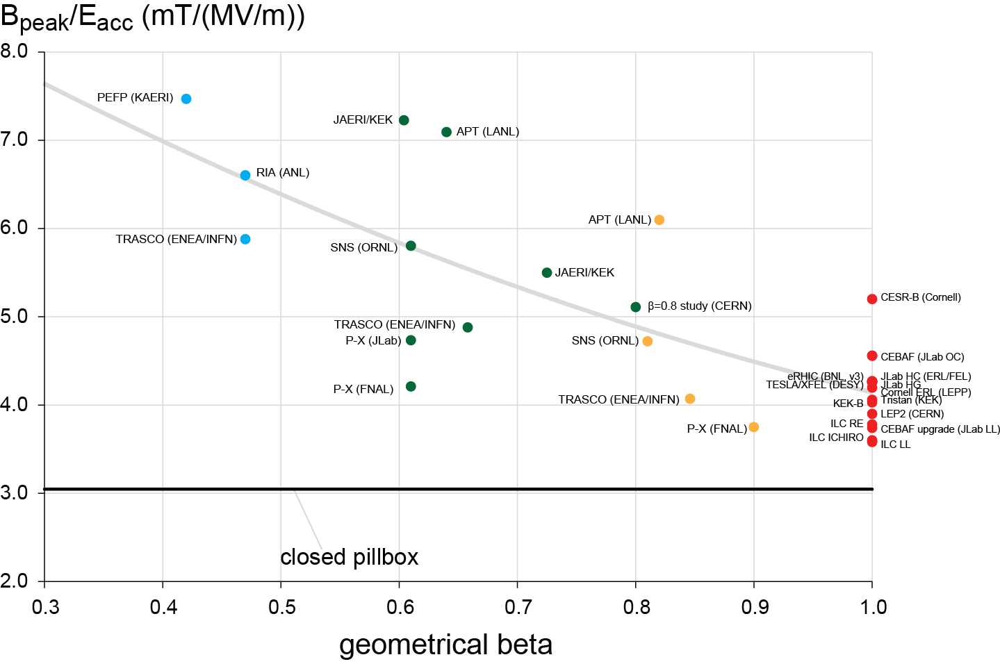 Bpeak/Eacc (mT/(MV/m))
8.0
PEFP (KAERI)
JAERI/KEK
APT (LANL)
7.0
RIA (ANL)
6.0
APT (LANL)
TRASCO (ENEA/INFN)
SNS (ORNL)
JAERI/KEK
CESR-B (Cornell)
β=0.8 study (CERN)
5.0
TRASCO (ENEA/INFN)
P-X (JLab)
SNS (ORNL)
CEBAF (JLab OC)
eRHIC (BNL, v3)
JLab HC (ERL/FEL)
TESLA/XFEL (DESY)
JLab HG
P-X (FNAL)
Cornell ERL (LEPP)
TRASCO (ENEA/INFN)
Tristan (KEK)
KEK-B
4.0
LEP2 (CERN)
ILC RE
P-X (FNAL)
CEBAF upgrade (JLab LL)
ILC ICHIRO
ILC LL
3.0
closed pillbox
2.0
0.3 0.4 0.5 0.6 0.7 0.8 0.9 1.0
geometrical beta